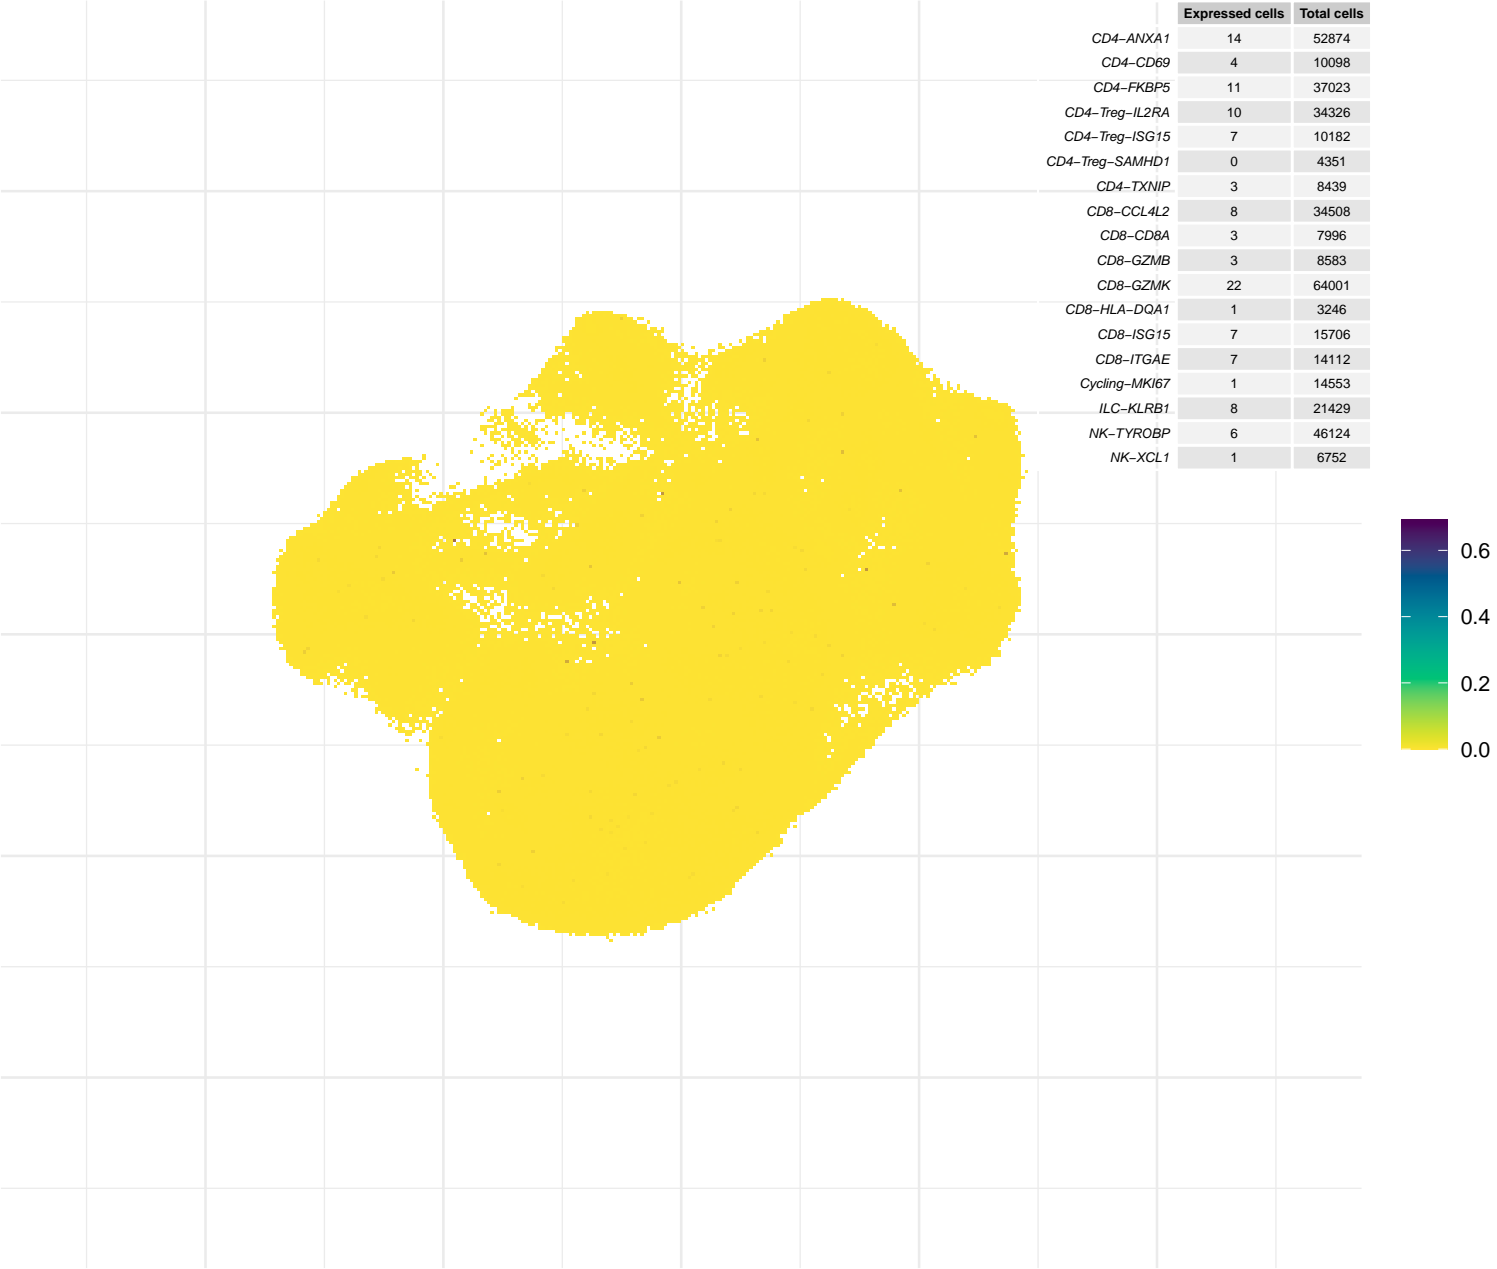 Expressed cells Total cells
CD4−ANXA1 14 52874
CD4−CD69 4 10098
CD4−FKBP5 11 37023
CD4−Treg−IL2RA 10 34326
CD4−Treg−ISG15 7 10182
CD4−Treg−SAMHD1 0 4351
CD4−TXNIP 3 8439
CD8−CCL4L2 8 34508
CD8−CD8A 3 7996
CD8−GZMB 3 8583
CD8−GZMK 22 64001
CD8−HLA−DQA1 1 3246
CD8−ISG15 7 15706
CD8−ITGAE 7 14112
Cycling−MKI67 1 14553
ILC−KLRB1 8 21429
NK−TYROBP 6 46124
NK−XCL1 1 6752
0.6
0.4
0.2
0.0